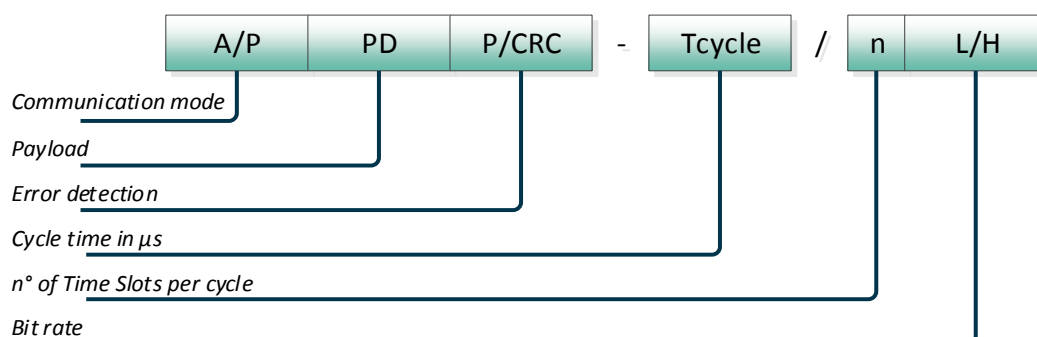 A/P PD P/CRC - Tcycle / n L/H
Communication mode
Payload
Error detection
Cycle time in µs
n° of Time Slots per cycle
Bit rate